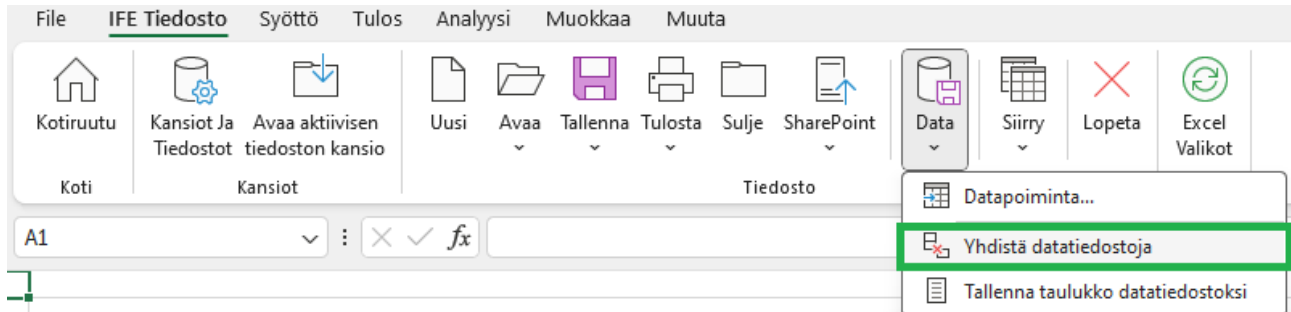 File IFE Tiedosto Syöttö Tulos Analyysi Muokkaa Muuta
Kotiruutu Kansiot Ja Avaa aktiivisen Uusi Avaa Tallenna Tulosta Sulje SharePoint Data Siirry Lopeta Excel
Tiedostot tiedoston kansio Valikot
Koti Kansiot Tiedosto
Datapoiminta...
A1 fx
Yhdistä datatiedostoja
Tallenna taulukko datatiedostoksi